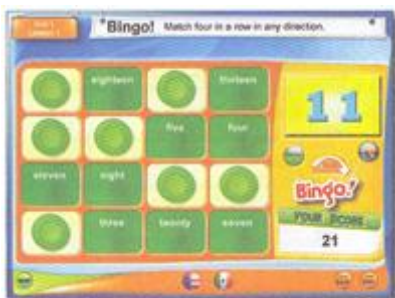 "Bingo! Match four in a row in any direction.
eighteen thirteen
five four
eleven eight
three twenty seven
11
Bingo!
YOUR SCORE
21